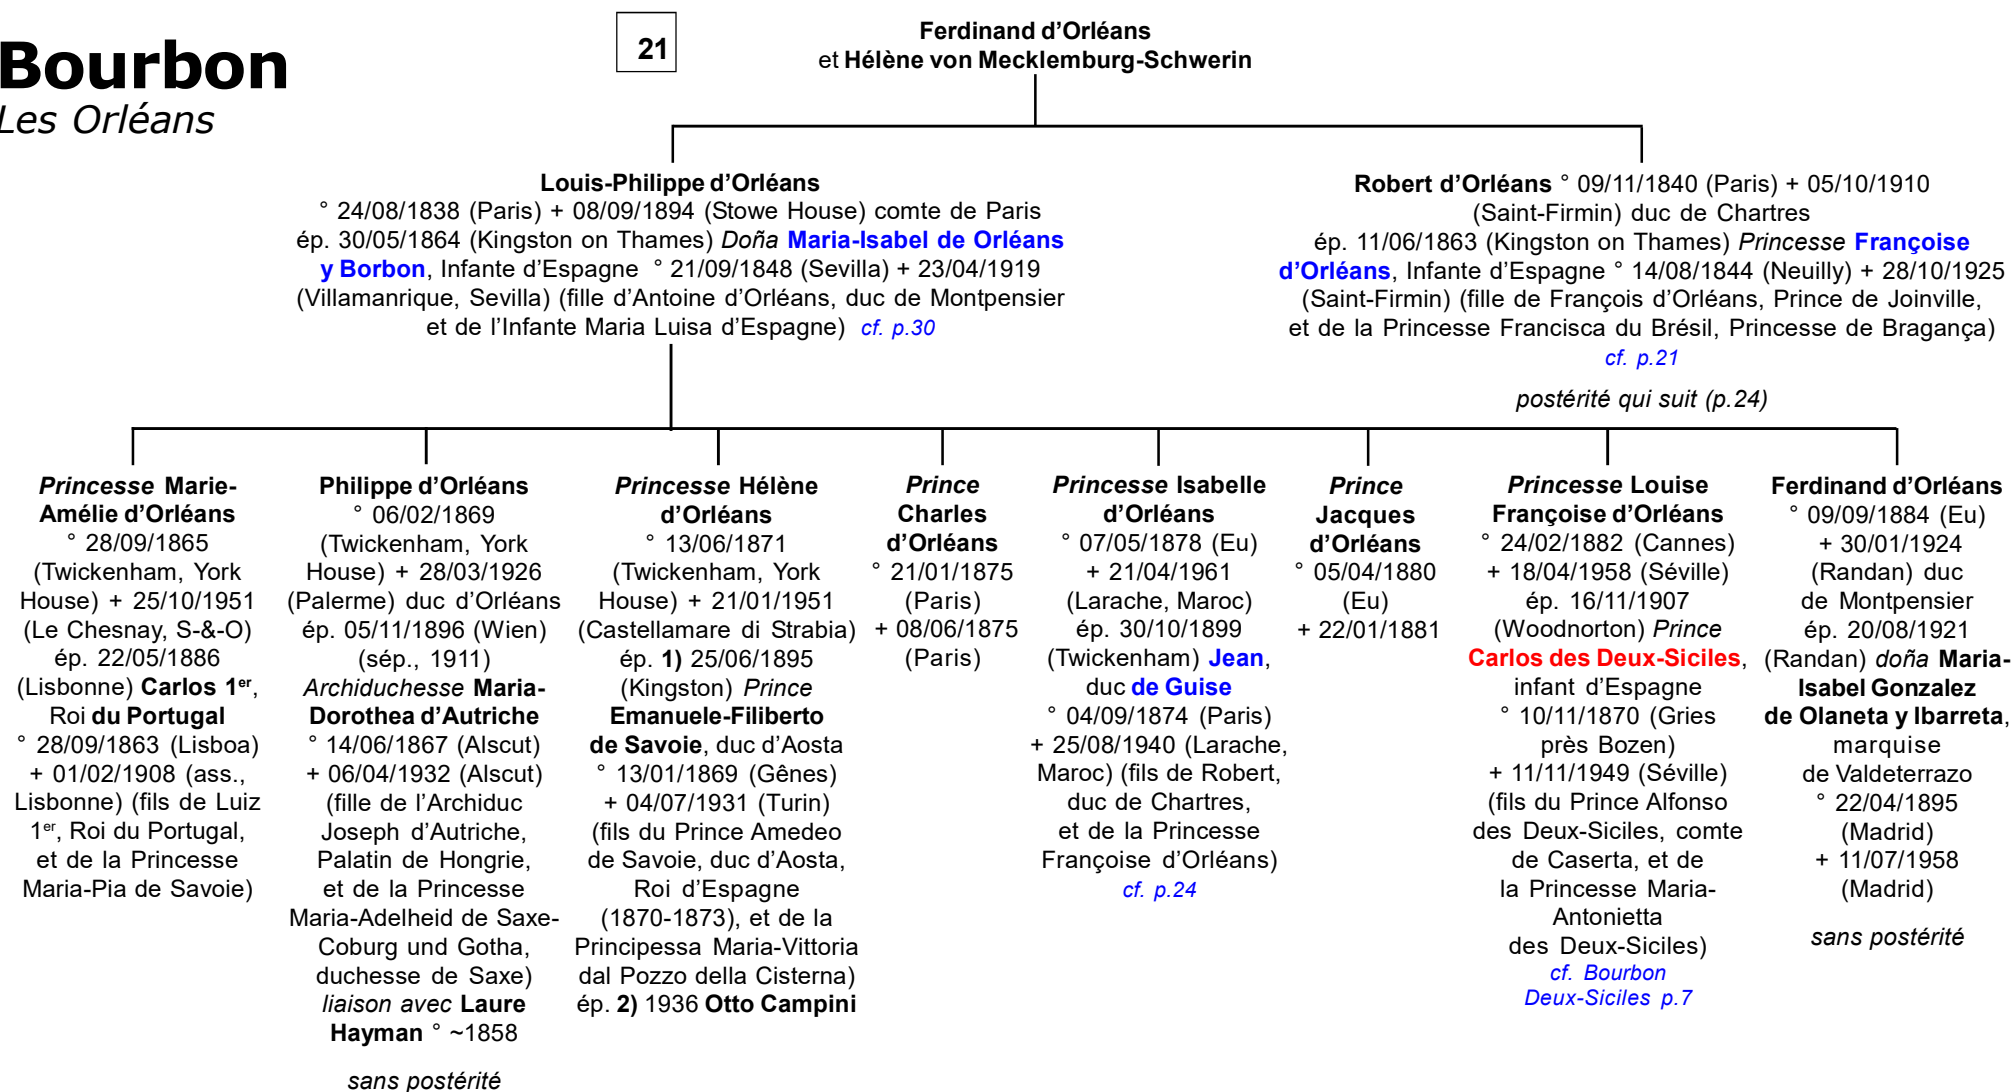 Bourbon
Les Orléans
21
Ferdinand d’Orléans
et Hélène von Mecklemburg-Schwerin
Louis-Philippe d’Orléans
° 24/08/1838 (Paris) + 08/09/1894 (Stowe House) comte de Paris
ép. 30/05/1864 (Kingston on Thames) Doña Maria-Isabel de Orléans
y Borbon, Infante d’Espagne ° 21/09/1848 (Sevilla) + 23/04/1919
(Villamanrique, Sevilla) (fille d’Antoine d’Orléans, duc de Montpensier
et de l’Infante Maria Luisa d’Espagne) cf. p.30
Robert d’Orléans ° 09/11/1840 (Paris) + 05/10/1910
(Saint-Firmin) duc de Chartres
ép. 11/06/1863 (Kingston on Thames) Princesse Françoise
d’Orléans, Infante d’Espagne ° 14/08/1844 (Neuilly) + 28/10/1925
(Saint-Firmin) (fille de François d’Orléans, Prince de Joinville,
et de la Princesse Francisca du Brésil, Princesse de Bragança)
cf. p.21
postérité qui suit (p.24)
Princesse Marie-
Amélie d’Orléans
° 28/09/1865
(Twickenham, York
House) + 25/10/1951
(Le Chesnay, S-&-O)
ép. 22/05/1886
(Lisbonne) Carlos 1er,
Roi du Portugal
° 28/09/1863 (Lisboa)
+ 01/02/1908 (ass.,
Lisbonne) (fils de Luiz
1er, Roi du Portugal,
et de la Princesse
Maria-Pia de Savoie)
Philippe d’Orléans
° 06/02/1869
(Twickenham, York
House) + 28/03/1926
(Palerme) duc d’Orléans
ép. 05/11/1896 (Wien)
(sép., 1911)
Archiduchesse Maria-
Dorothea d’Autriche
° 14/06/1867 (Alscut)
+ 06/04/1932 (Alscut)
(fille de l’Archiduc
Joseph d’Autriche,
Palatin de Hongrie,
et de la Princesse
Maria-Adelheid de Saxe-
Coburg und Gotha,
duchesse de Saxe)
liaison avec Laure
Hayman ° ~1858
sans postérité
Princesse Hélène
d’Orléans
° 13/06/1871
(Twickenham, York
House) + 21/01/1951
(Castellamare di Strabia)
ép. 1) 25/06/1895
(Kingston) Prince
Emanuele-Filiberto
de Savoie, duc d’Aosta
° 13/01/1869 (Gênes)
+ 04/07/1931 (Turin)
(fils du Prince Amedeo
de Savoie, duc d’Aosta,
Roi d’Espagne
(1870-1873), et de la
Principessa Maria-Vittoria
dal Pozzo della Cisterna)
ép. 2) 1936 Otto Campini
Prince
Charles
d’Orléans
° 21/01/1875
(Paris)
+ 08/06/1875
(Paris)
Princesse Isabelle
d’Orléans
° 07/05/1878 (Eu)
+ 21/04/1961
(Larache, Maroc)
ép. 30/10/1899
(Twickenham) Jean,
duc de Guise
° 04/09/1874 (Paris)
+ 25/08/1940 (Larache,
Maroc) (fils de Robert,
duc de Chartres,
et de la Princesse
Françoise d’Orléans)
cf. p.24
Prince
Jacques
d’Orléans
° 05/04/1880
(Eu)
+ 22/01/1881
Princesse Louise
Françoise d’Orléans
° 24/02/1882 (Cannes)
+ 18/04/1958 (Séville)
ép. 16/11/1907
(Woodnorton) Prince
Carlos des Deux-Siciles,
infant d’Espagne
° 10/11/1870 (Gries
près Bozen)
+ 11/11/1949 (Séville)
(fils du Prince Alfonso
des Deux-Siciles, comte
de Caserta, et de
la Princesse Maria-
Antonietta
des Deux-Siciles)
cf. Bourbon
Deux-Siciles p.7
Ferdinand d’Orléans
° 09/09/1884 (Eu)
+ 30/01/1924
(Randan) duc
de Montpensier
ép. 20/08/1921
(Randan) doña Maria-
Isabel Gonzalez
de Olaneta y Ibarreta,
marquise
de Valdeterrazo
° 22/04/1895
(Madrid)
+ 11/07/1958
(Madrid)
sans postérité